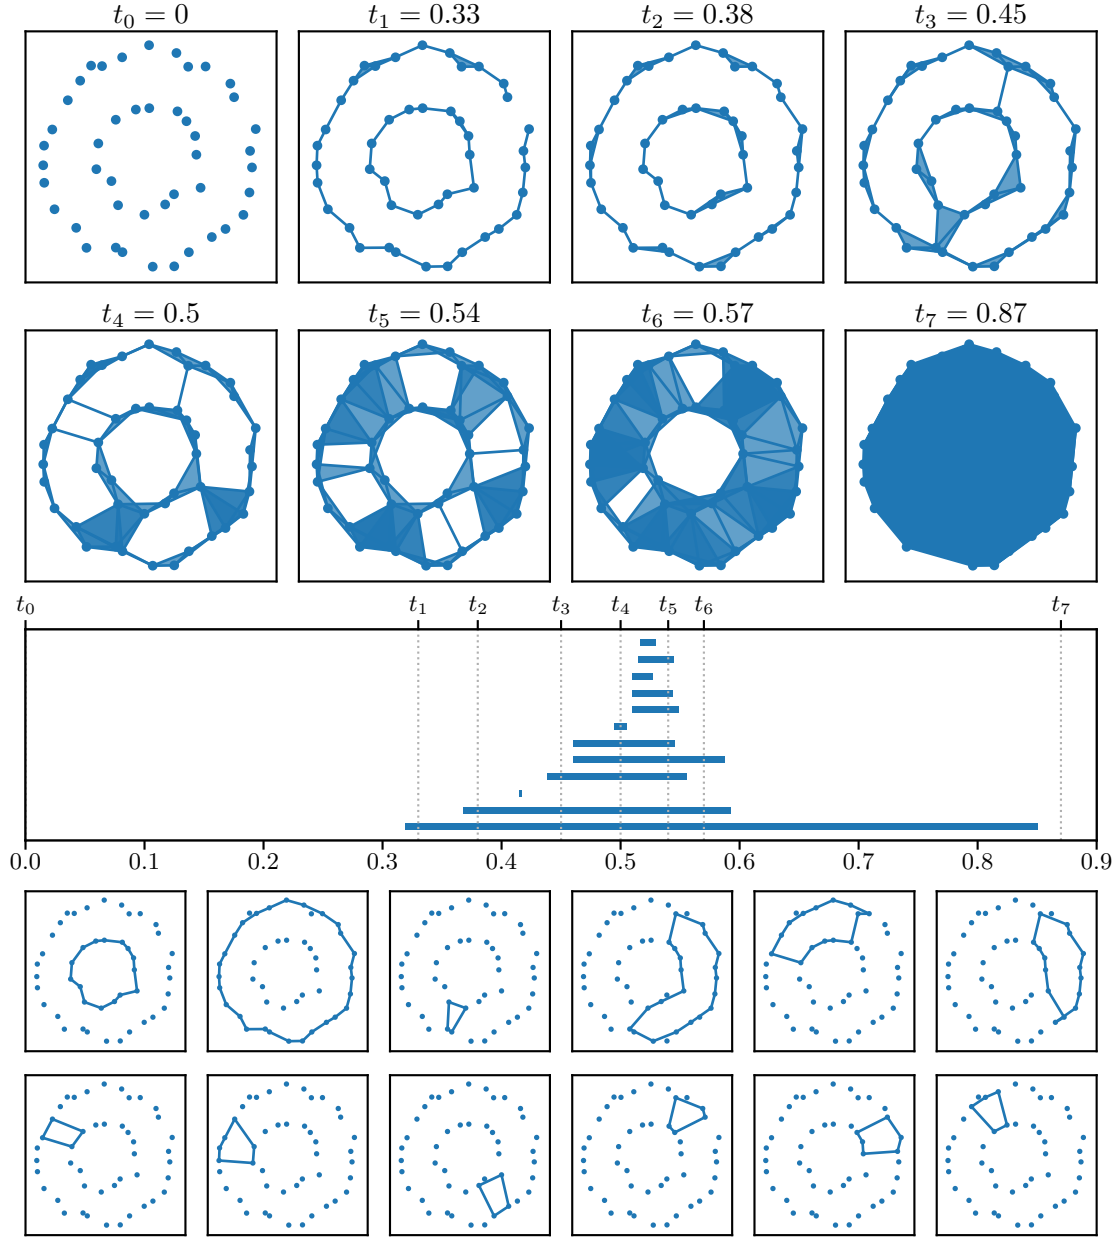 t₀ = 0 t₁ = 0.33 t₂ = 0.38 t₃ = 0.45
t₄ = 0.5 t₅ = 0.54 t₆ = 0.57 t₇ = 0.87
t₀ t₁ t₂ t₃ t₄ t₅ t₆ t₇
0.0 0.1 0.2 0.3 0.4 0.5 0.6 0.7 0.8 0.9